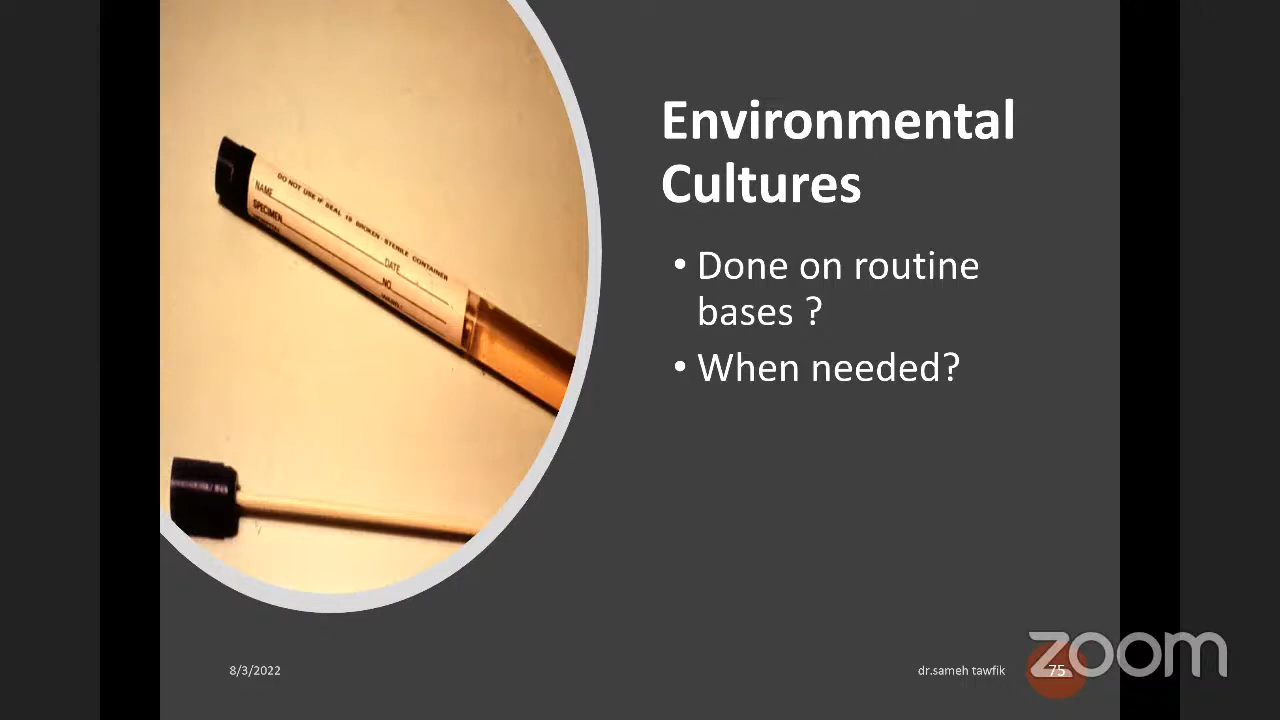 Environmental
Cultures
• Done on routine
bases ?
• When needed?
DO NOT USE IF SEAL IS BROKEN - STERILE CONTAINER
NAME
SPECIMEN
DATE
NO.
8/3/2022
dr.sameh tawfik
75
zoom